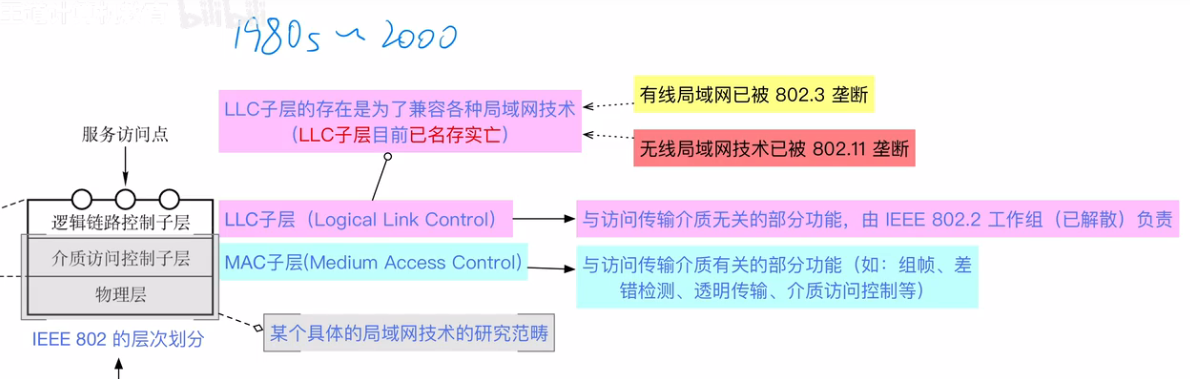 bilibili
1980s ~ 2000
LLC子层的存在是为了兼容各种局域网技术
(LLC子层目前已名存实亡)
有线局域网已被 802.3 垄断
无线局域网技术已被 802.11 垄断
服务访问点
逻辑链路控制子层
LLC子层（Logical Link Control）
与访问传输介质无关的部分功能，由 IEEE 802.2 工作组（已解散）负责
介质访问控制子层
MAC子层(Medium Access Control)
与访问传输介质有关的部分功能（如：组帧、差
错检测、透明传输、介质访问控制等）
物理层
某个具体的局域网技术的研究范畴
IEEE 802 的层次划分